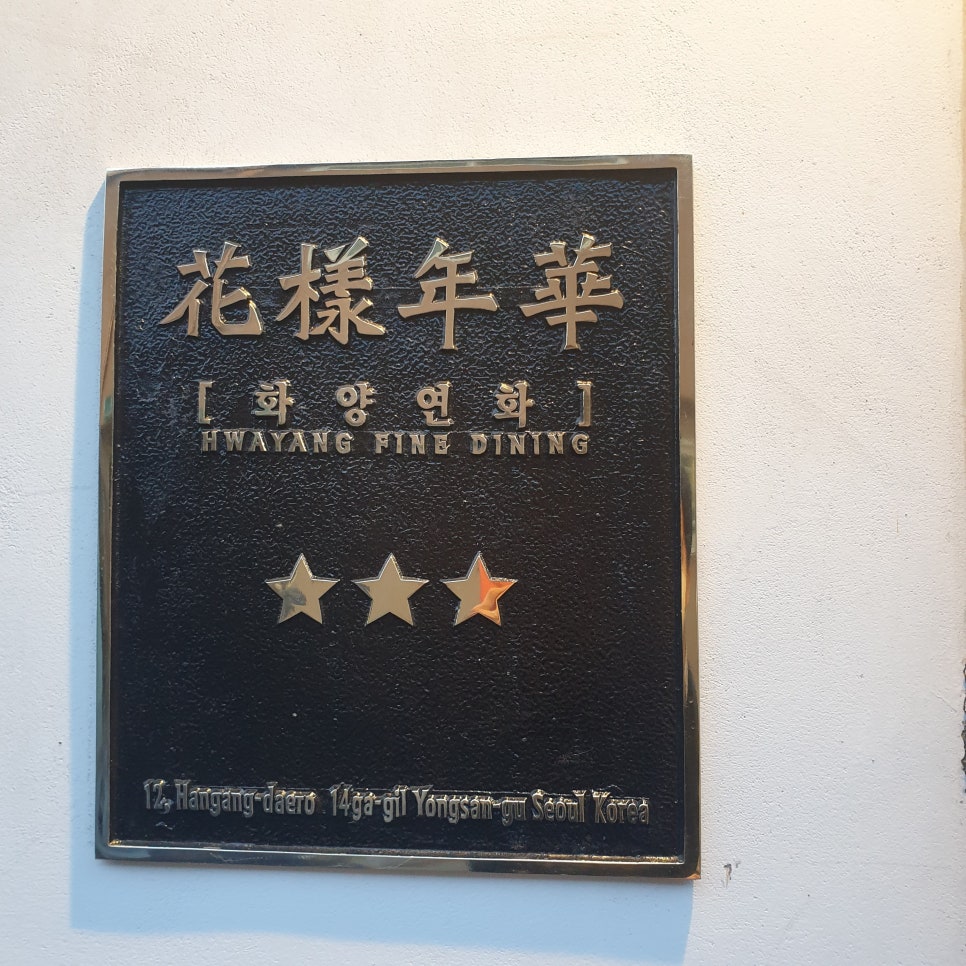 花樣年華
[화양연화]
HWAYANG FINE DINING
12, Hangang-daero 14ga-gil Yongsan-gu Seoul Korea